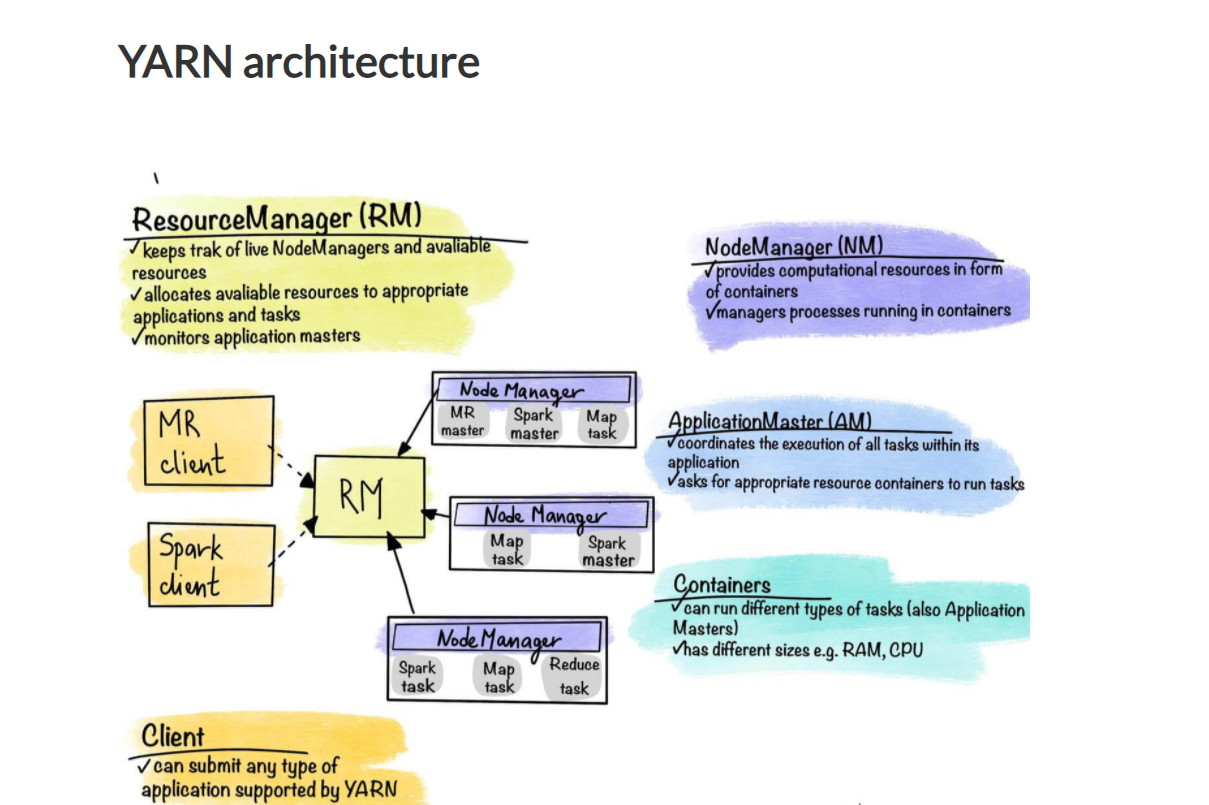 YARN architecture
ResourceManager (RM)
✓keeps trak of live NodeManagers and avaliable
resources
✓allocates avaliable resources to appropriate
applications and tasks
✓monitors application masters
NodeManager (NM)
✓provides computational resources in form
of containers
✓managers processes running in containers
MR
client
Spark
client
RM
Node Manager
MR
master
Spark
master
Map
task
Node Manager
Map
task
Spark
master
Node Manager
Spark
task
Map
task
Reduce
task
ApplicationMaster (AM)
✓coordinates the execution of all tasks within its
application
✓asks for appropriate resource containers to run tasks
Containers
✓can run different types of tasks (also Application
Masters)
✓has different sizes e.g. RAM, CPU
Client
✓can submit any type of
application supported by YARN